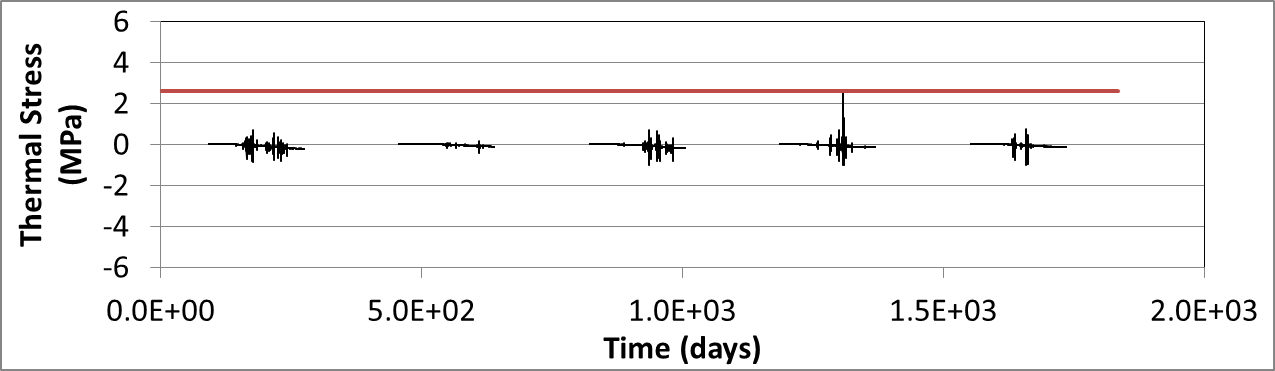 Thermal Stress
(MPa)
6
4
2
0
-2
-4
-6
0.0E+00
5.0E+02
1.0E+03
1.5E+03
2.0E+03
Time (days)